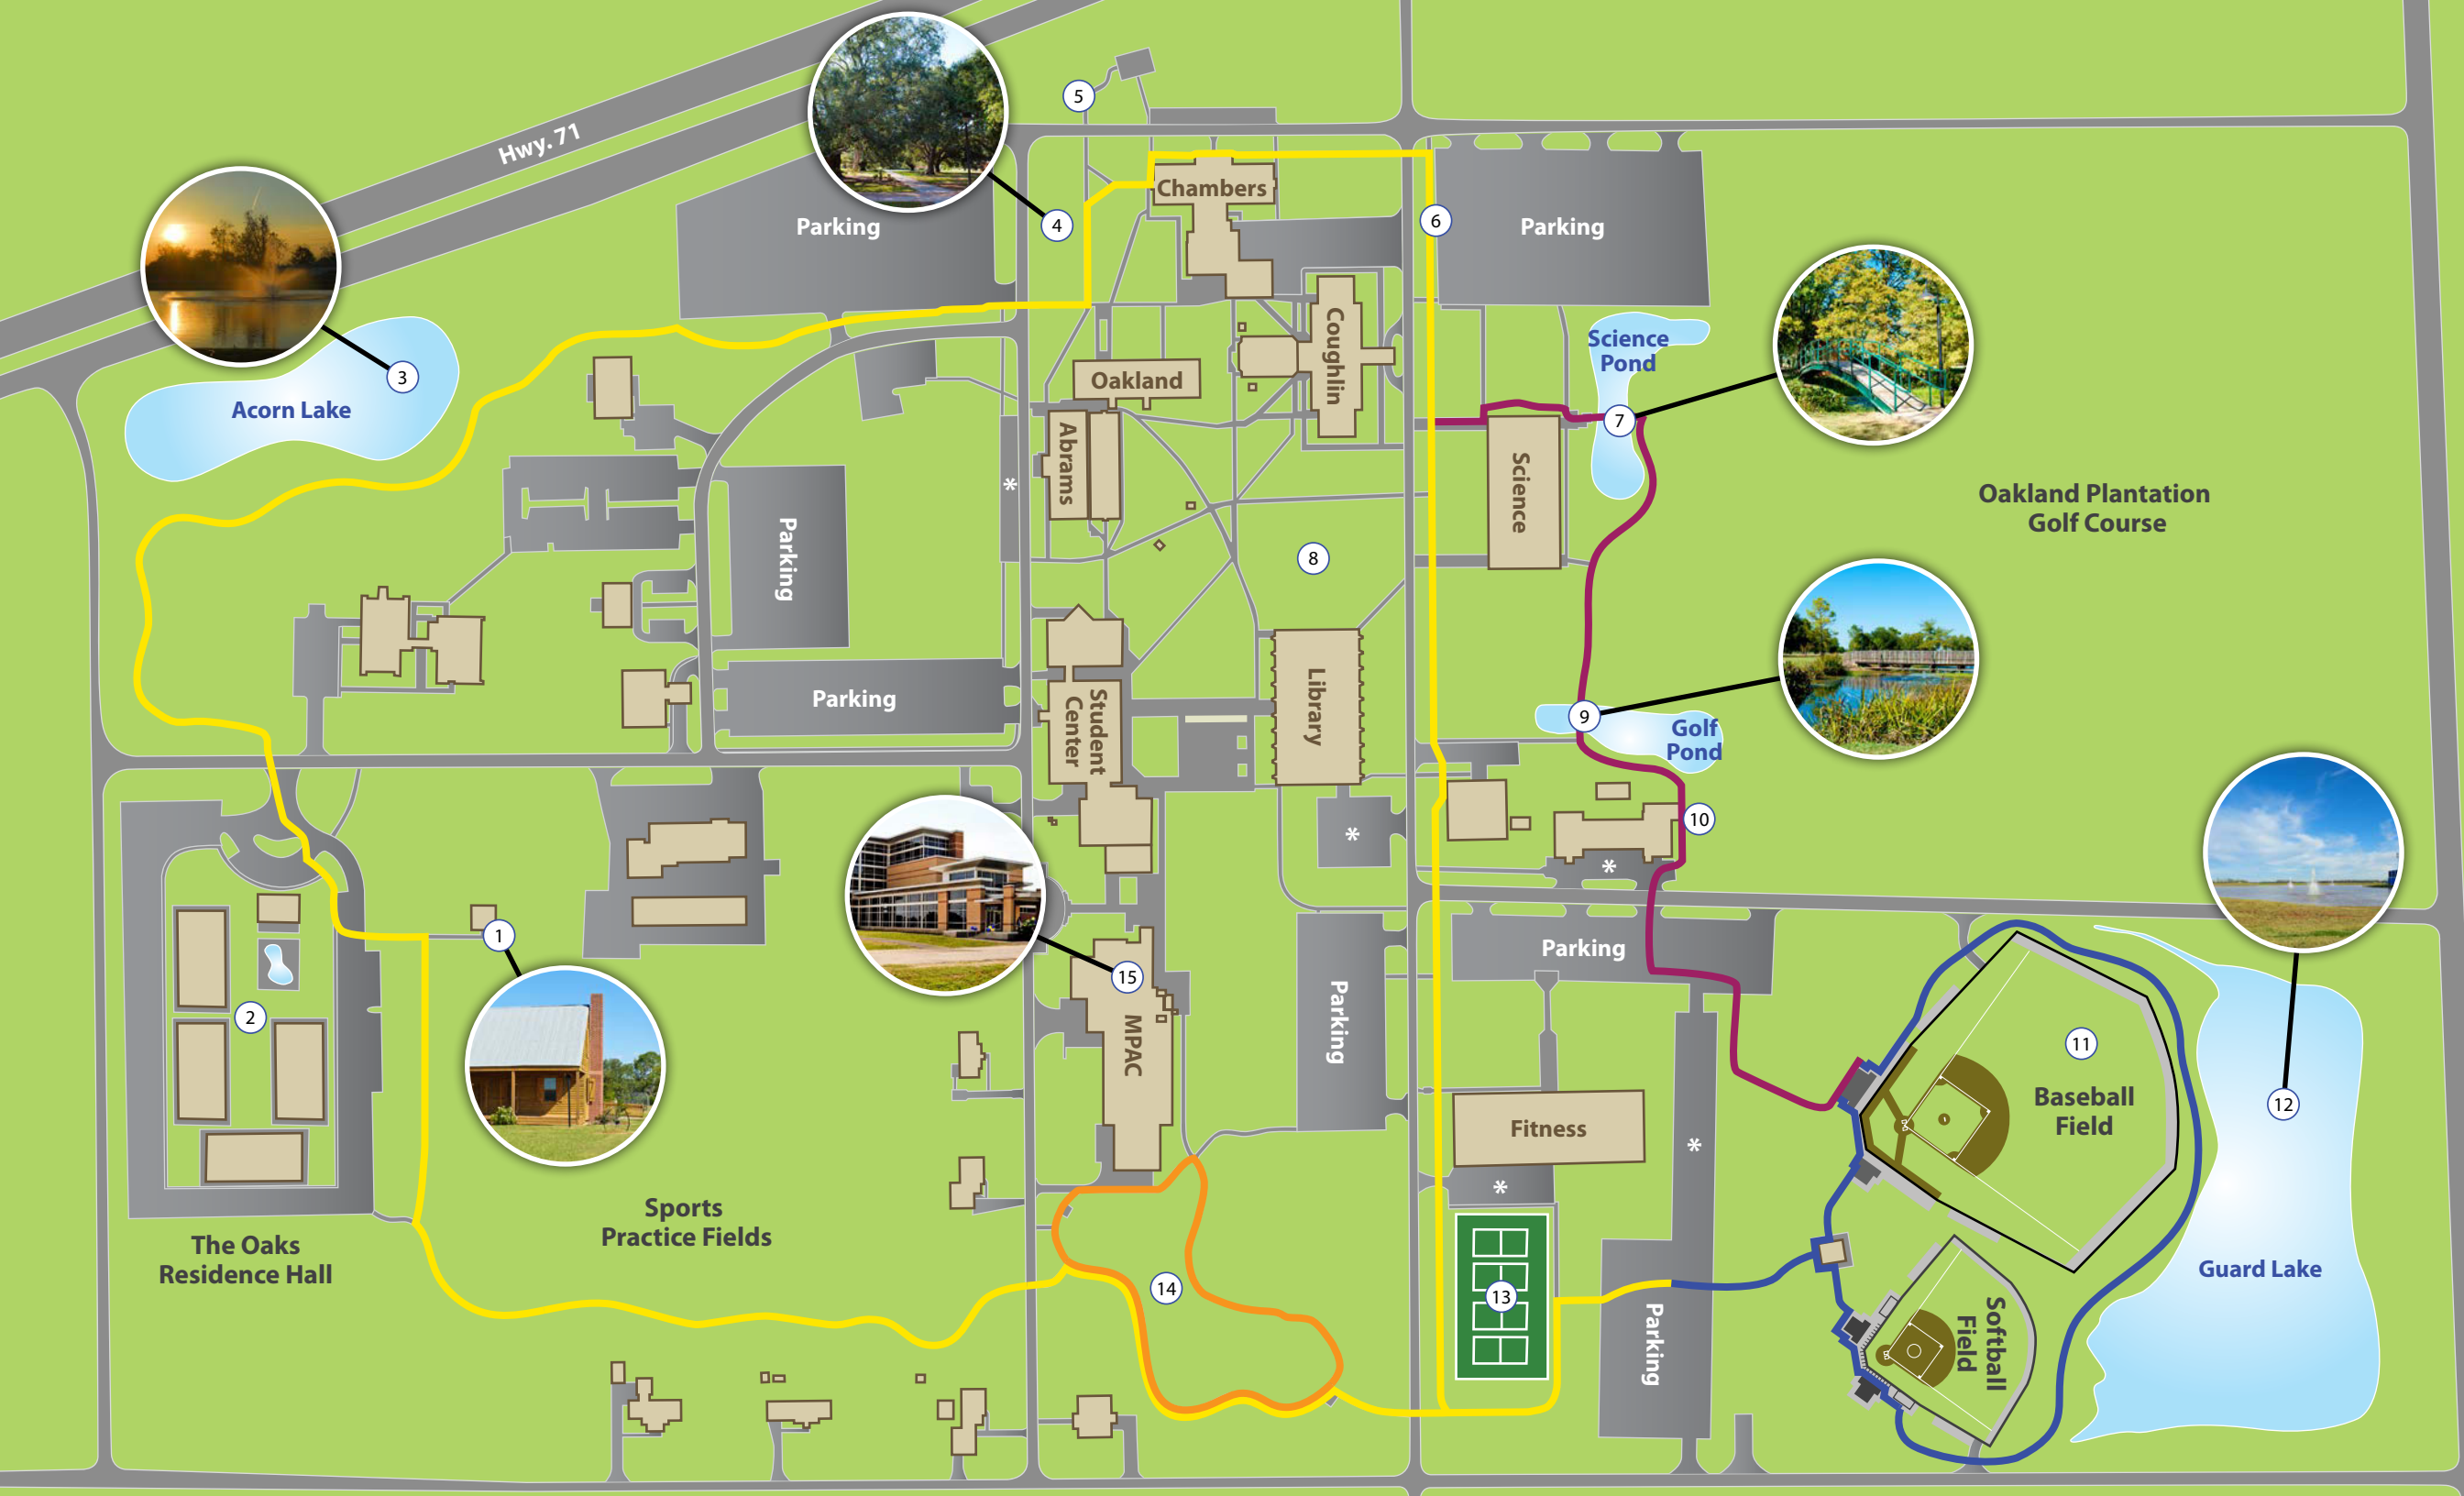 Hwy. 71
5
Chambers
4
6
Parking
Parking
Science
Pond
3
Acorn Lake
Oakland
Coughlin
7
Abrams
*
Science
Oakland Plantation
Golf Course
Parking
8
Parking
Student
Center
Library
9
Golf
Pond
10
*
*
1
2
15
MPAC
Parking
Parking
11
Baseball
Field
12
Fitness
*
*
Sports
Practice Fields
The Oaks
Residence Hall
14
13
Parking
Softball
Field
Guard Lake